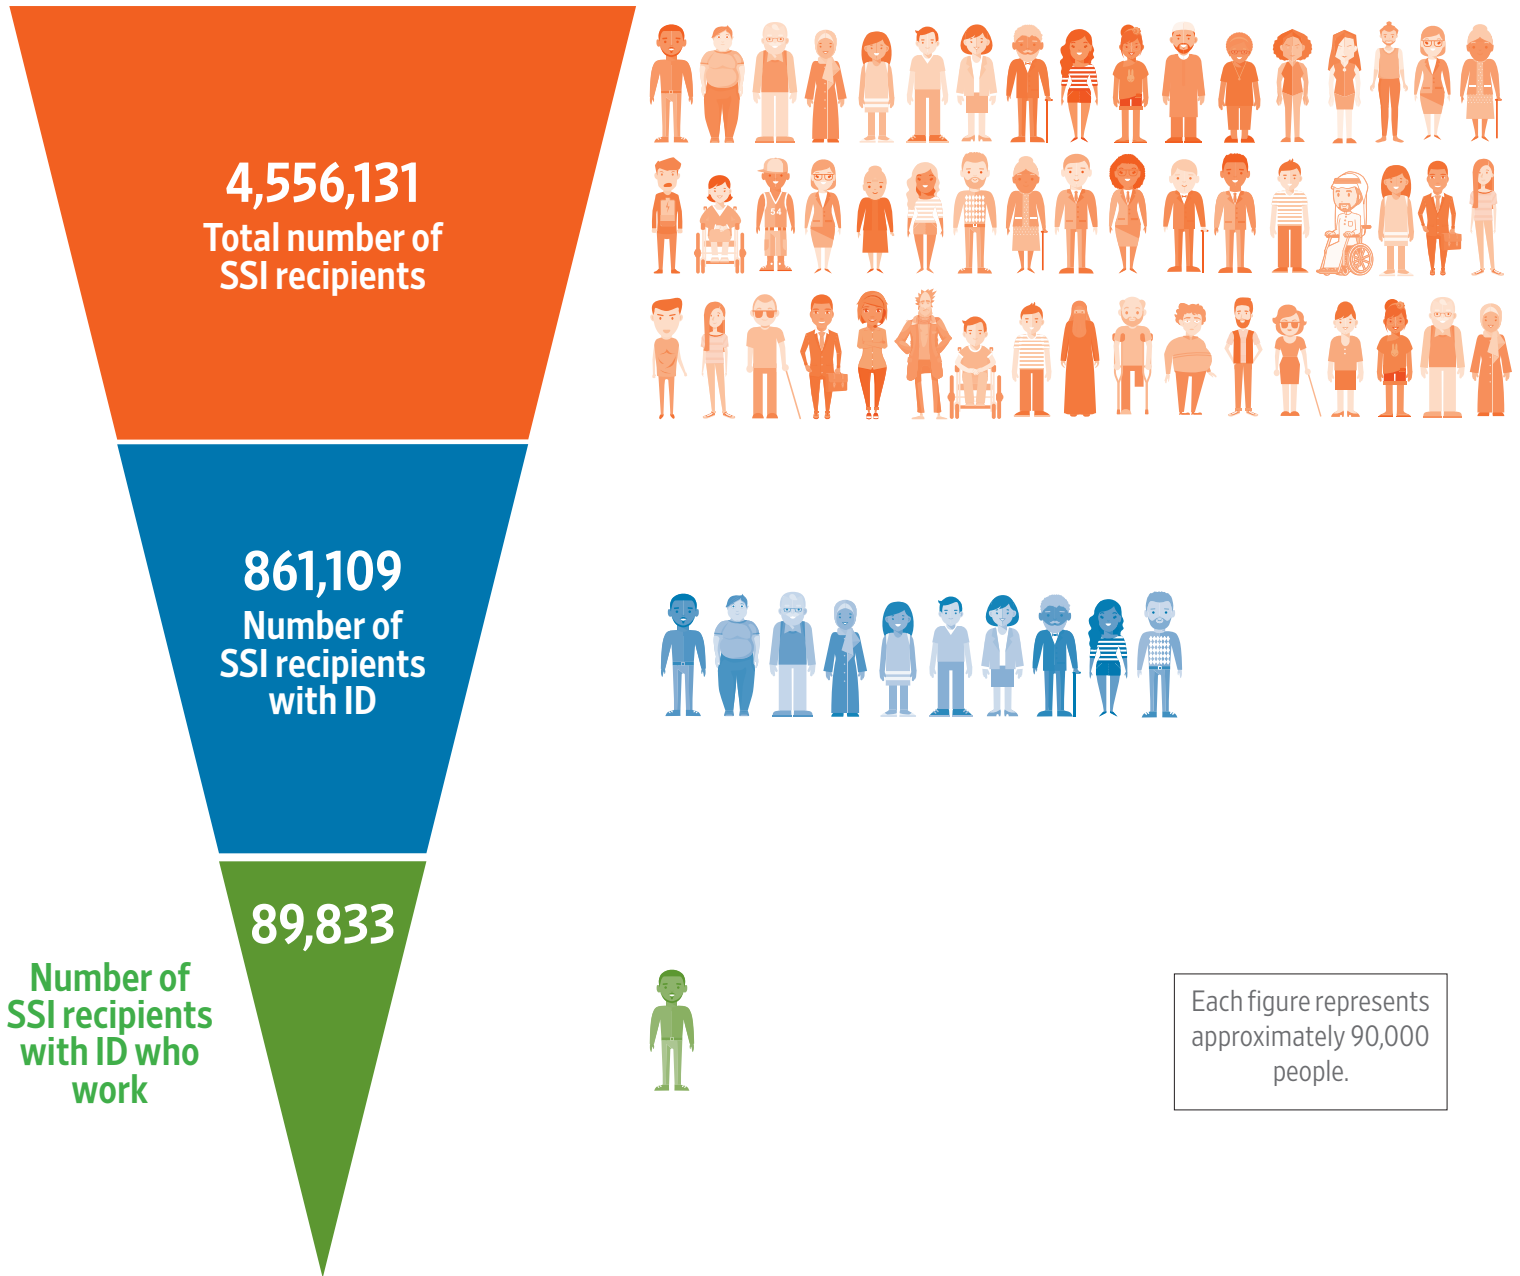 4,556,131
Total number of
SSI recipients
54
861,109
Number of
SSI recipients
with ID
89,833
Number of
SSI recipients
with ID who
work
Each figure represents
approximately 90,000
people.